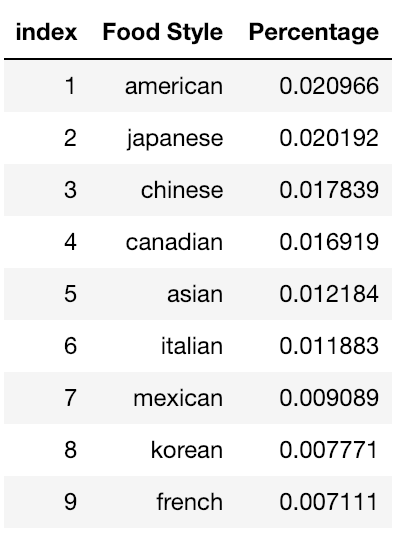 index Food Style Percentage
1 american 0.020966
2 japanese 0.020192
3 chinese 0.017839
4 canadian 0.016919
5 asian 0.012184
6 italian 0.011883
7 mexican 0.009089
8 korean 0.007771
9 french 0.007111